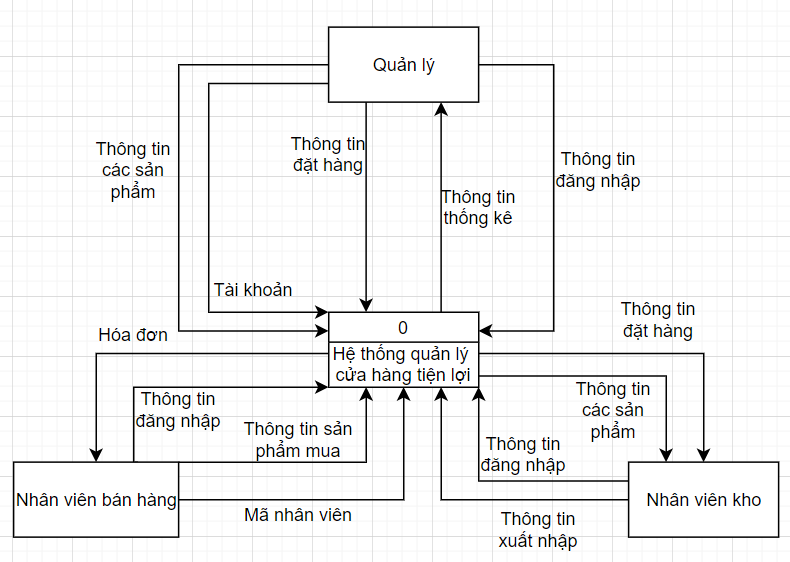 Quản lý
Thông tin
các sản
phẩm
Thông tin
đặt hàng
Thông tin
đăng nhập
Thông tin
thống kê
Tài khoản
0
Hệ thống quản lý
cửa hàng tiện lợi
Hóa đơn
Thông tin
đặt hàng
Thông tin
đăng nhập
Thông tin sản
phẩm mua
Thông tin
các sản
phẩm
Thông tin
đăng nhập
Nhân viên bán hàng
Mã nhân viên
Thông tin
xuất nhập
Nhân viên kho